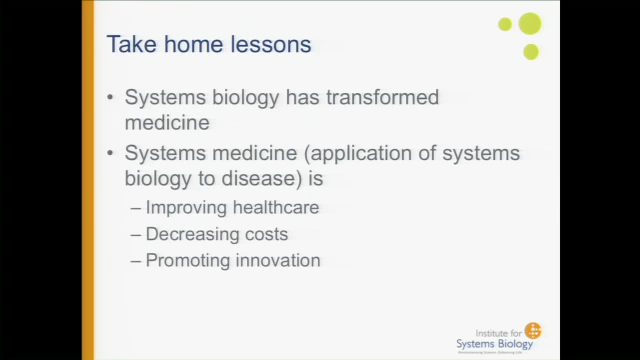 Take home lessons
• Systems biology has transformed
medicine
• Systems medicine (application of systems
biology to disease) is
– Improving healthcare
– Decreasing costs
– Promoting innovation
Institute for
Systems Biology